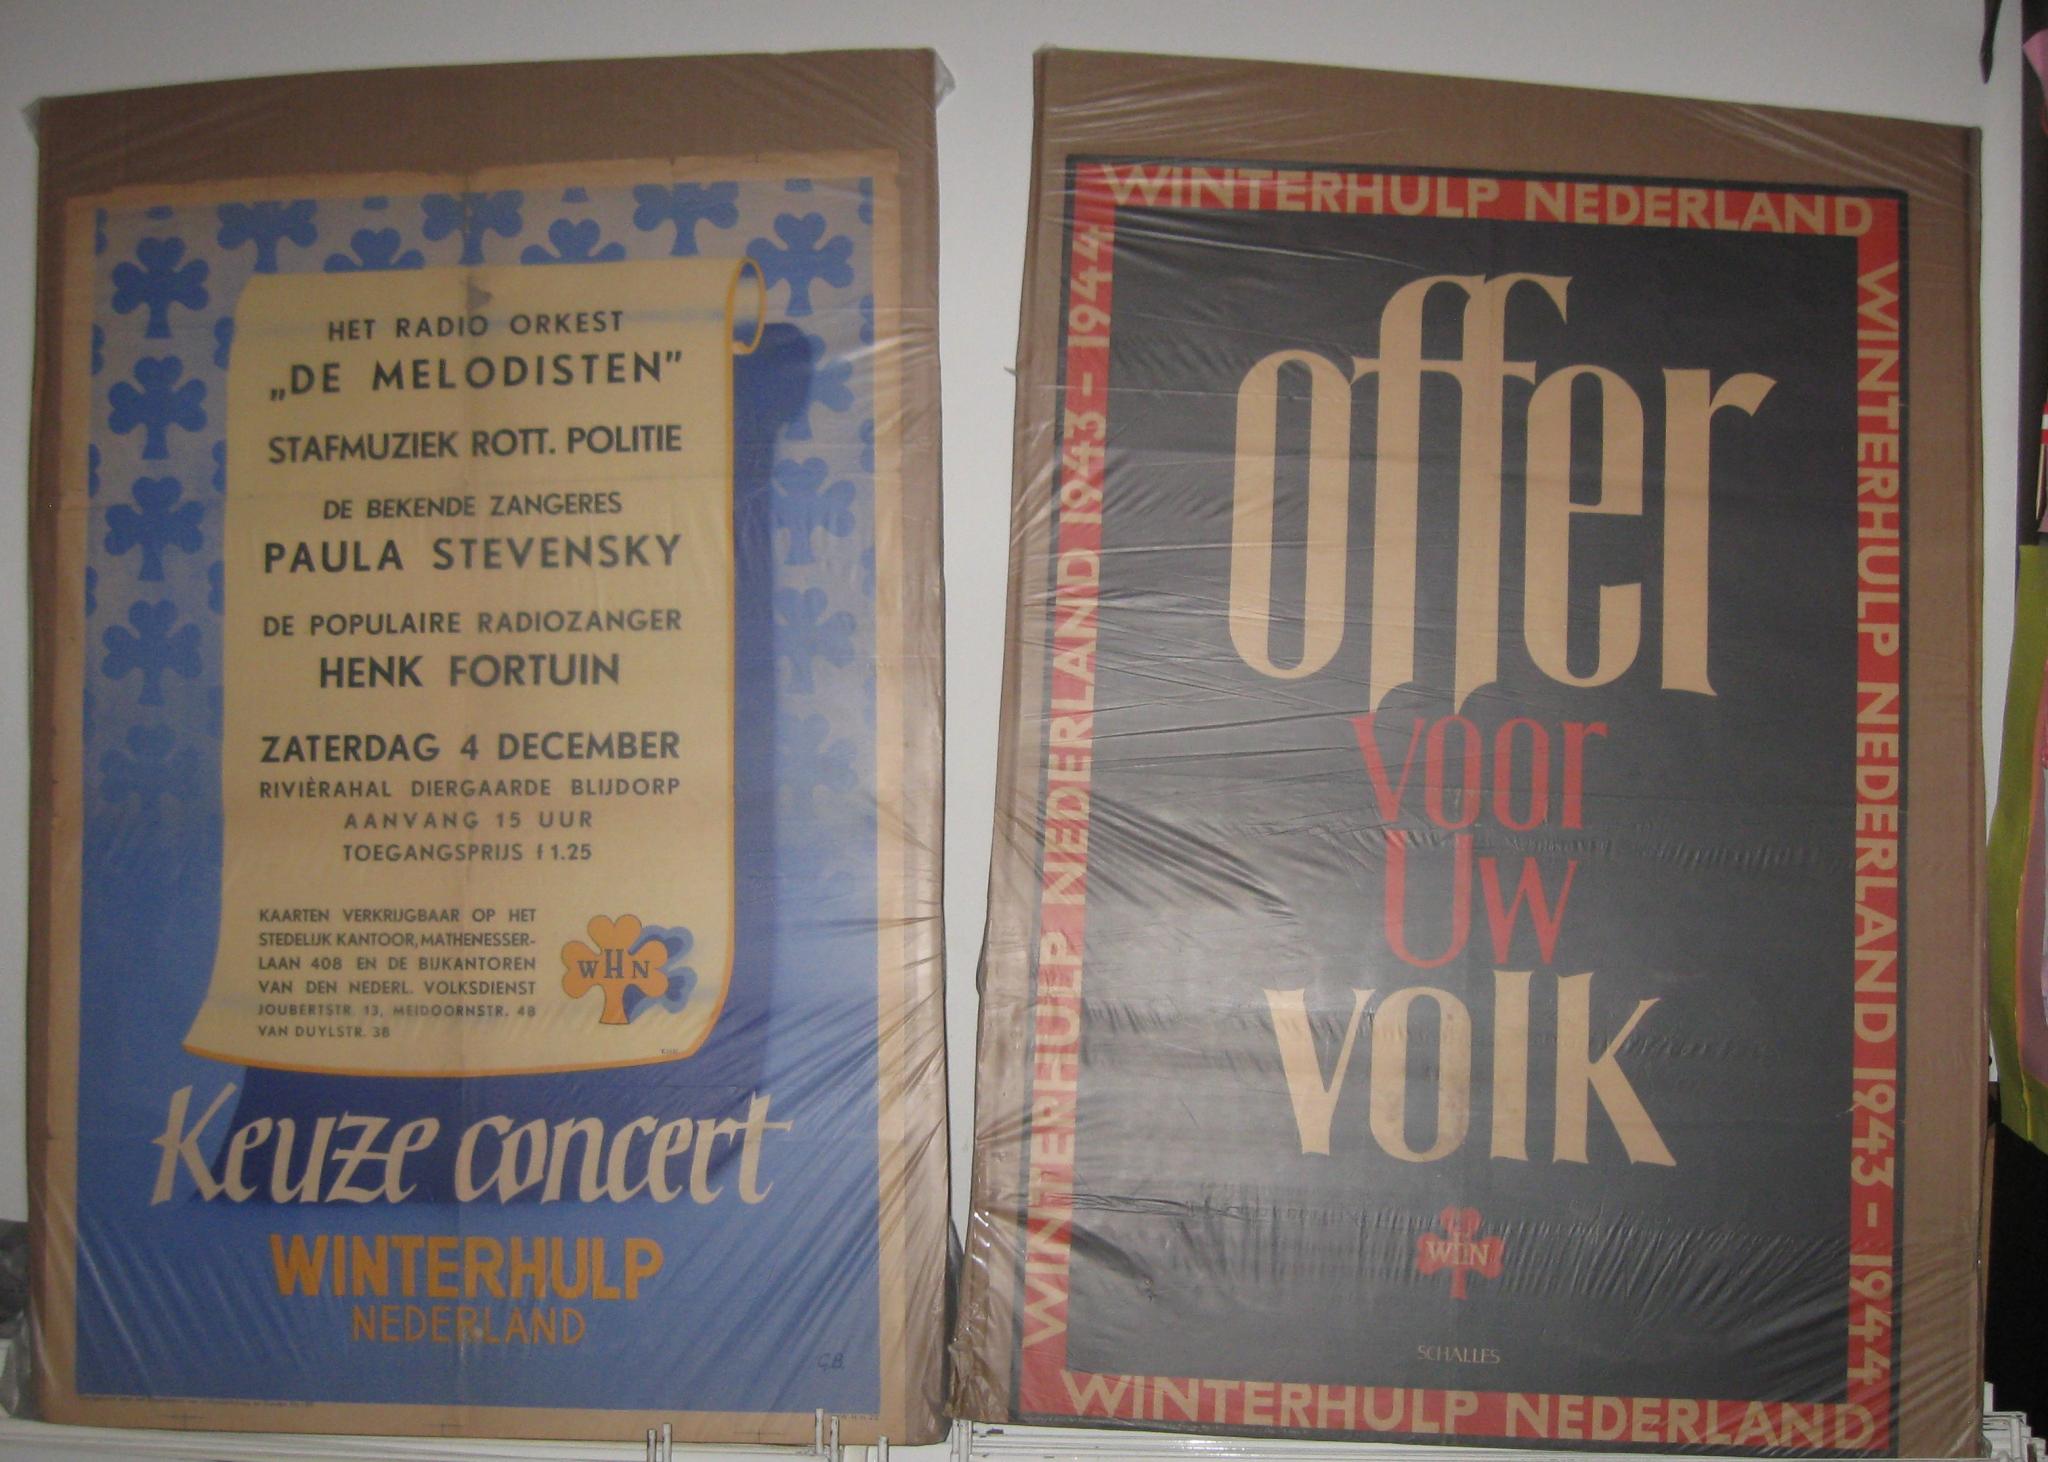 HET RADIO ORKEST
„DE MELODISTEN”
STAFMUZIEK ROTT. POLITIE
DE BEKENDE ZANGERES
PAULA STEVENSKY
DE POPULAIRE RADIOZANGER
HENK FORTUIN
ZATERDAG 4 DECEMBER
RIVIÈRAHAL DIERGAARDE BLIJDORP
AANVANG 15 UUR
TOEGANGSPRIJS f 1.25
KAARTEN VERKRIJGBAAR OP HET
STEDELIJK KANTOOR, MATHENESSER-
LAAN 408 EN DE BIJKANTOREN
VAN DEN NEDERL. VOLKSDIENST
JOUBERTSTR. 13, MEIDOORNSTR. 48
VAN DUYLSTR. 38
WHN
Keuze concert
WINTERHULP
NEDERLAND
G.B.
WINTERHULP NEDERLAND
WINTERHULP NEDERLAND 1943-1944
WINTERHULP NEDERLAND 1943-1944
offer
voor
Uw
volk
WHN
SCHALLES
WINTERHULP NEDERLAND